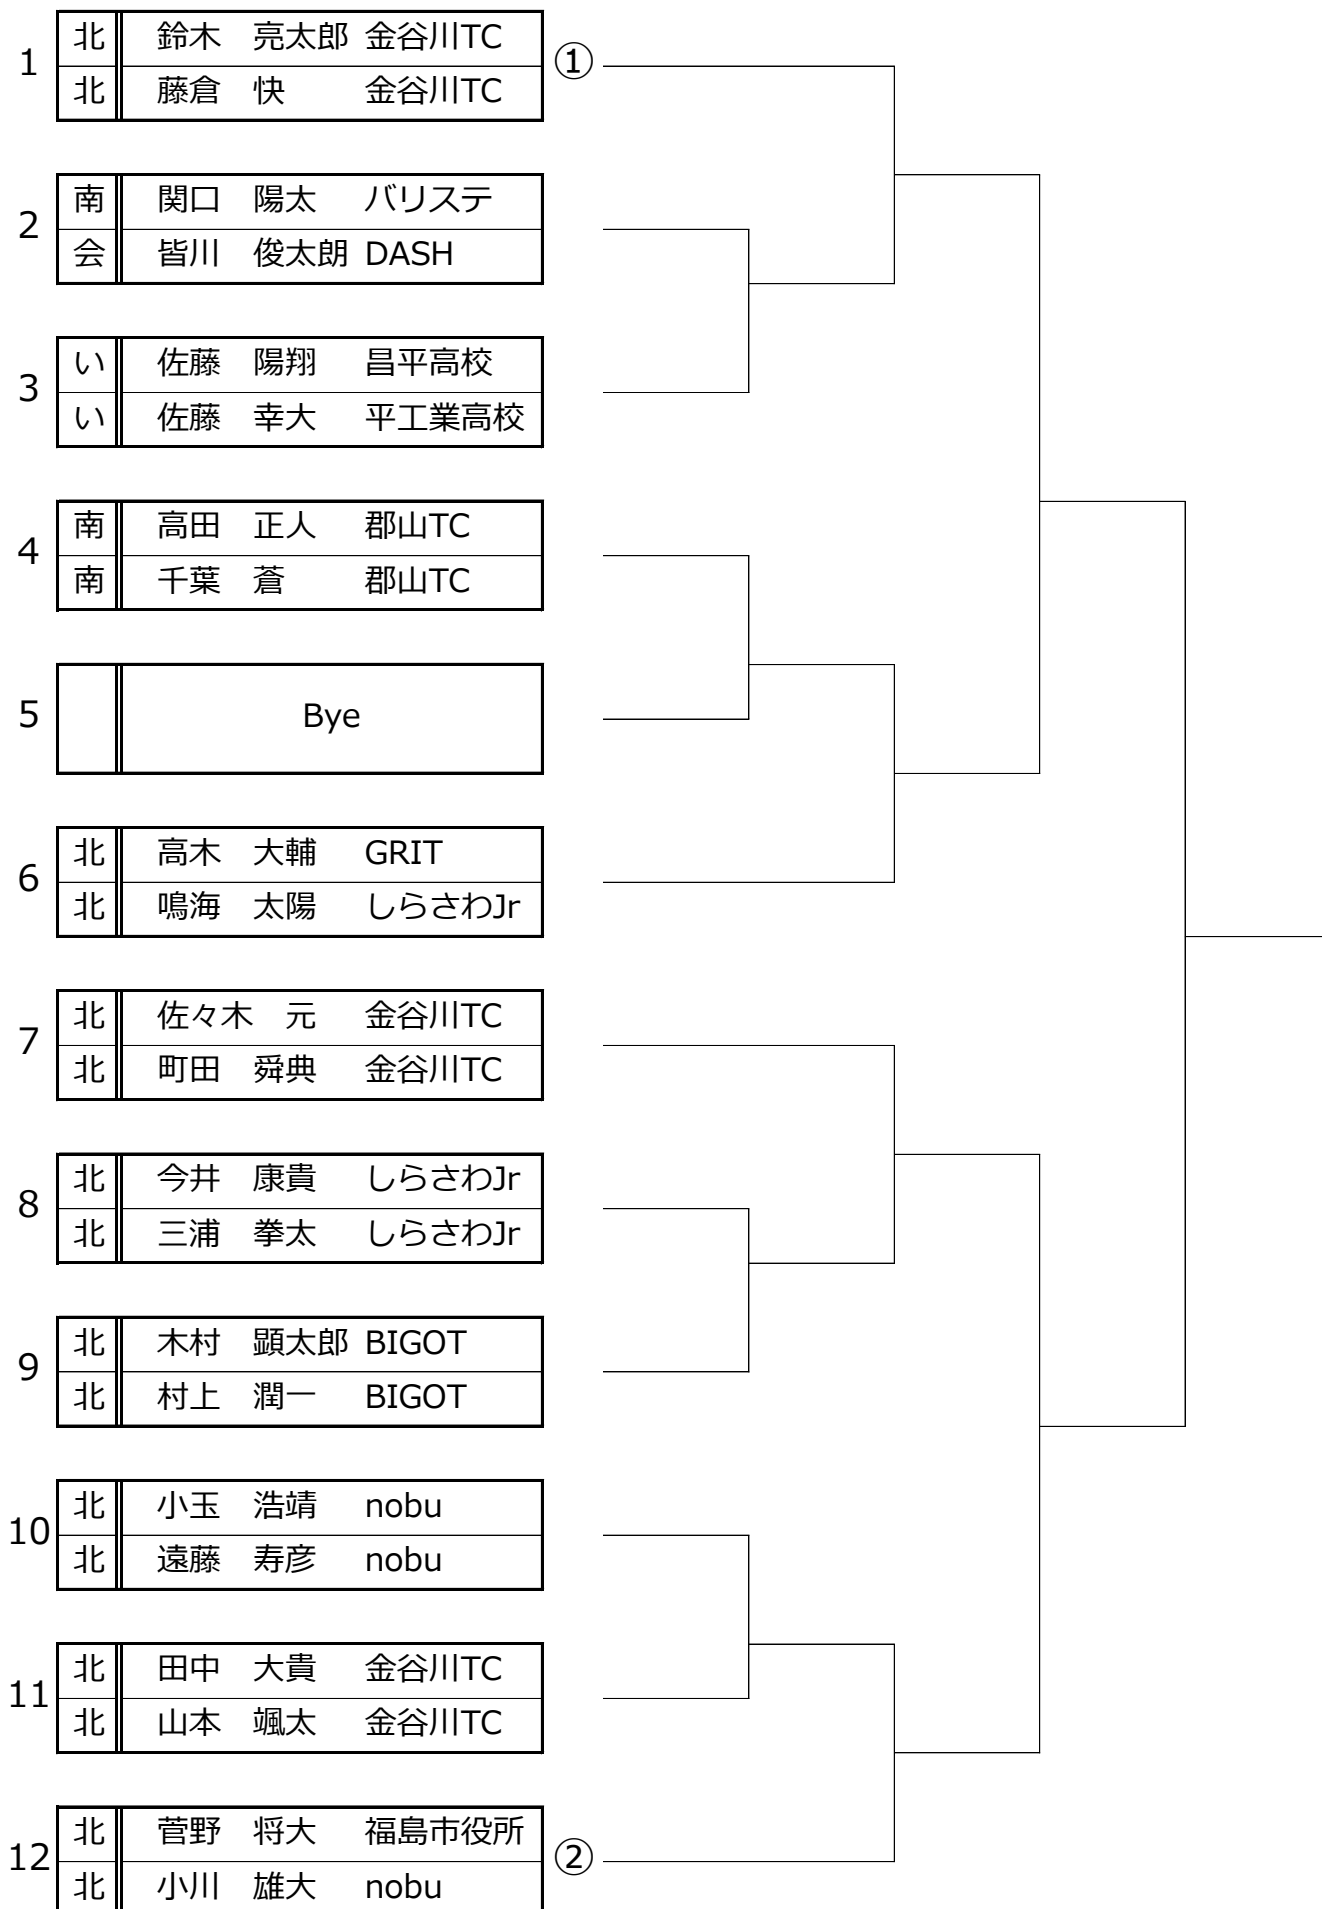 北 鈴木 亮太郎 金谷川TC
1 ①
北 藤倉 快 金谷川TC
南 関口 陽太 バリステ
2
会 皆川 俊太朗 DASH
い 佐藤 陽翔 昌平高校
3
い 佐藤 幸大 平工業高校
南 高田 正人 郡山TC
4
南 千葉 蒼 郡山TC
5 Bye
北 高木 大輔 GRIT
6
北 鳴海 太陽 しらさわJr
北 佐々木 元 金谷川TC
7
北 町田 舜典 金谷川TC
北 今井 康貴 しらさわJr
8
北 三浦 拳太 しらさわJr
北 木村 顕太郎 BIGOT
9
北 村上 潤一 BIGOT
北 小玉 浩靖 nobu
10
北 遠藤 寿彦 nobu
北 田中 大貴 金谷川TC
11
北 山本 颯太 金谷川TC
北 菅野 将大 福島市役所
12 ②
北 小川 雄大 nobu